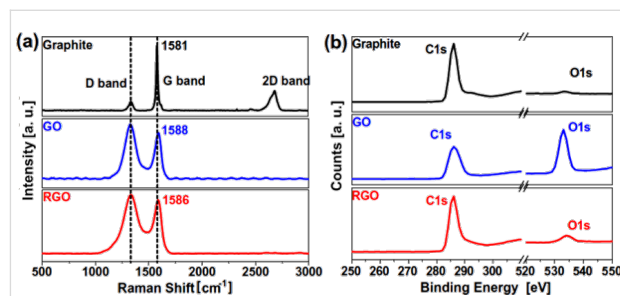 (a)
Graphite
1581
D band
G band
2D band
GO
1588
RGO
1586
Intensity [a. u.]
500 1000 1500 2000 2500 3000
Raman Shift [cm⁻¹]
(b)
Graphite
C1s
O1s
GO
C1s
O1s
RGO
C1s
O1s
Counts [a. u.]
250 260 270 280 290 300 520 530 540 550
Binding Energy [eV]